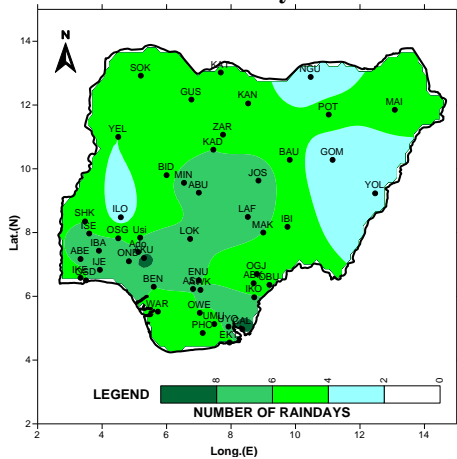 14
12
10
8
6
4
2
Lat.(N)
N
SOK
KAT
NGU
GUS
KAN
POT
MAI
ZAR
YEL
KAD
BAU
GOM
BID
MIN
JOS
ABU
YOL
ILO
SHK
LAF
IBI
ISE
OSG
Usi
LOK
MAK
IBA
ABE
OND
IJE
ENU
OGJ
BEN
IKO
OWE
WAR
UMU
UYO
PHO
EKT
LEGEND
8
6
4
2
0
NUMBER OF RAINDAYS
2
4
6
8
10
12
14
Long.(E)